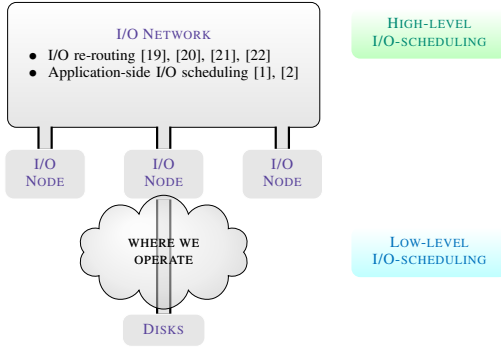 I/O NETWORK
• I/O re-routing [19], [20], [21], [22]
• Application-side I/O scheduling [1], [2]
HIGH-LEVEL
I/O-SCHEDULING
I/O
NODE
I/O
NODE
I/O
NODE
WHERE WE
OPERATE
LOW-LEVEL
I/O-SCHEDULING
DISKS